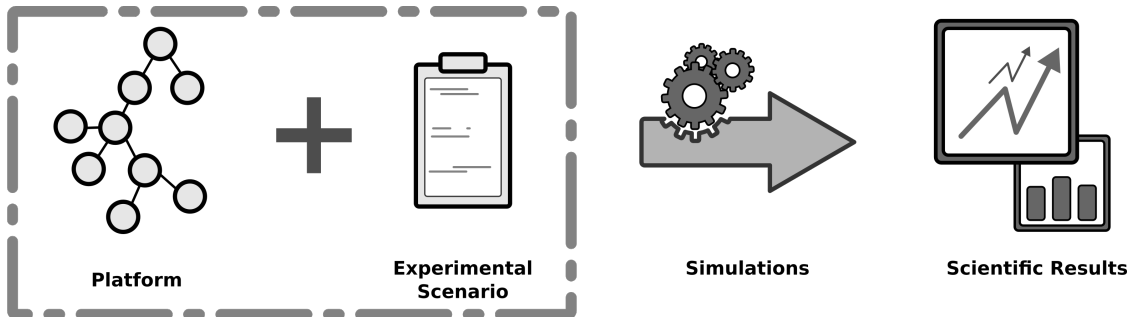 Platform
Experimental
Scenario
Simulations
Scientific Results